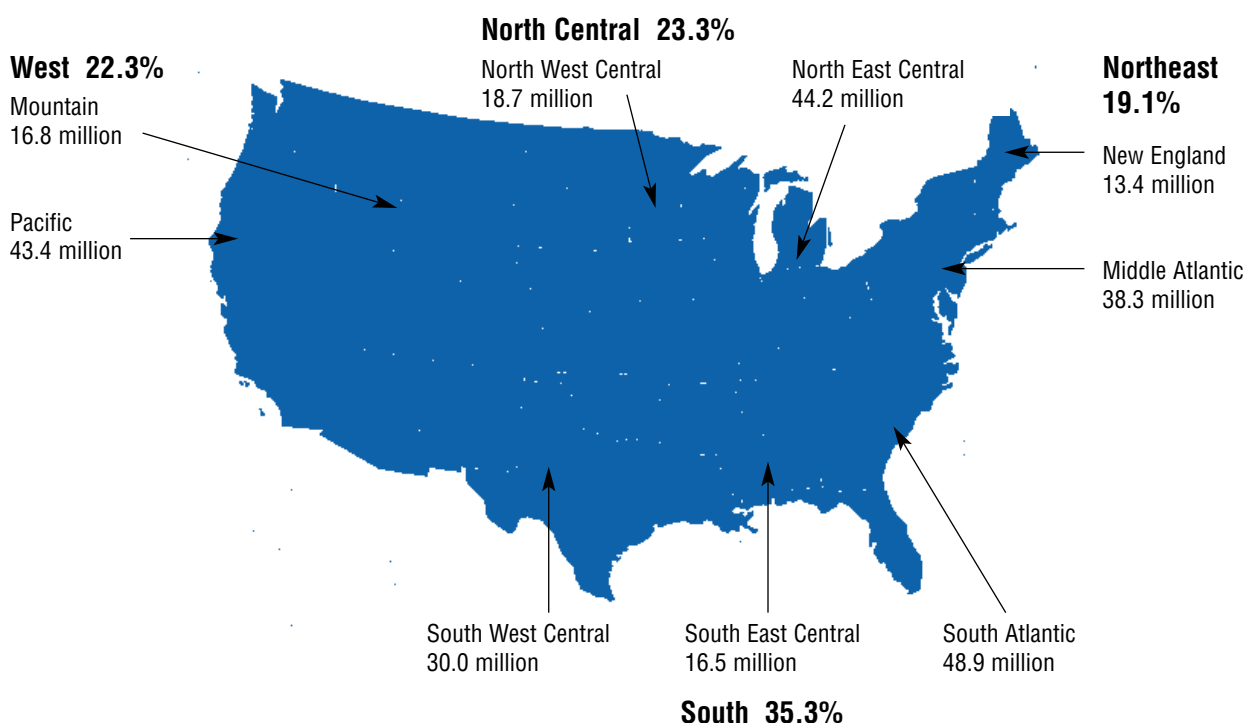 North Central 23.3%
North West Central
18.7 million
North East Central
44.2 million
West 22.3%
Mountain
16.8 million
Pacific
43.4 million
Northeast
19.1%
New England
13.4 million
Middle Atlantic
38.3 million
South West Central
30.0 million
South East Central
16.5 million
South Atlantic
48.9 million
South 35.3%